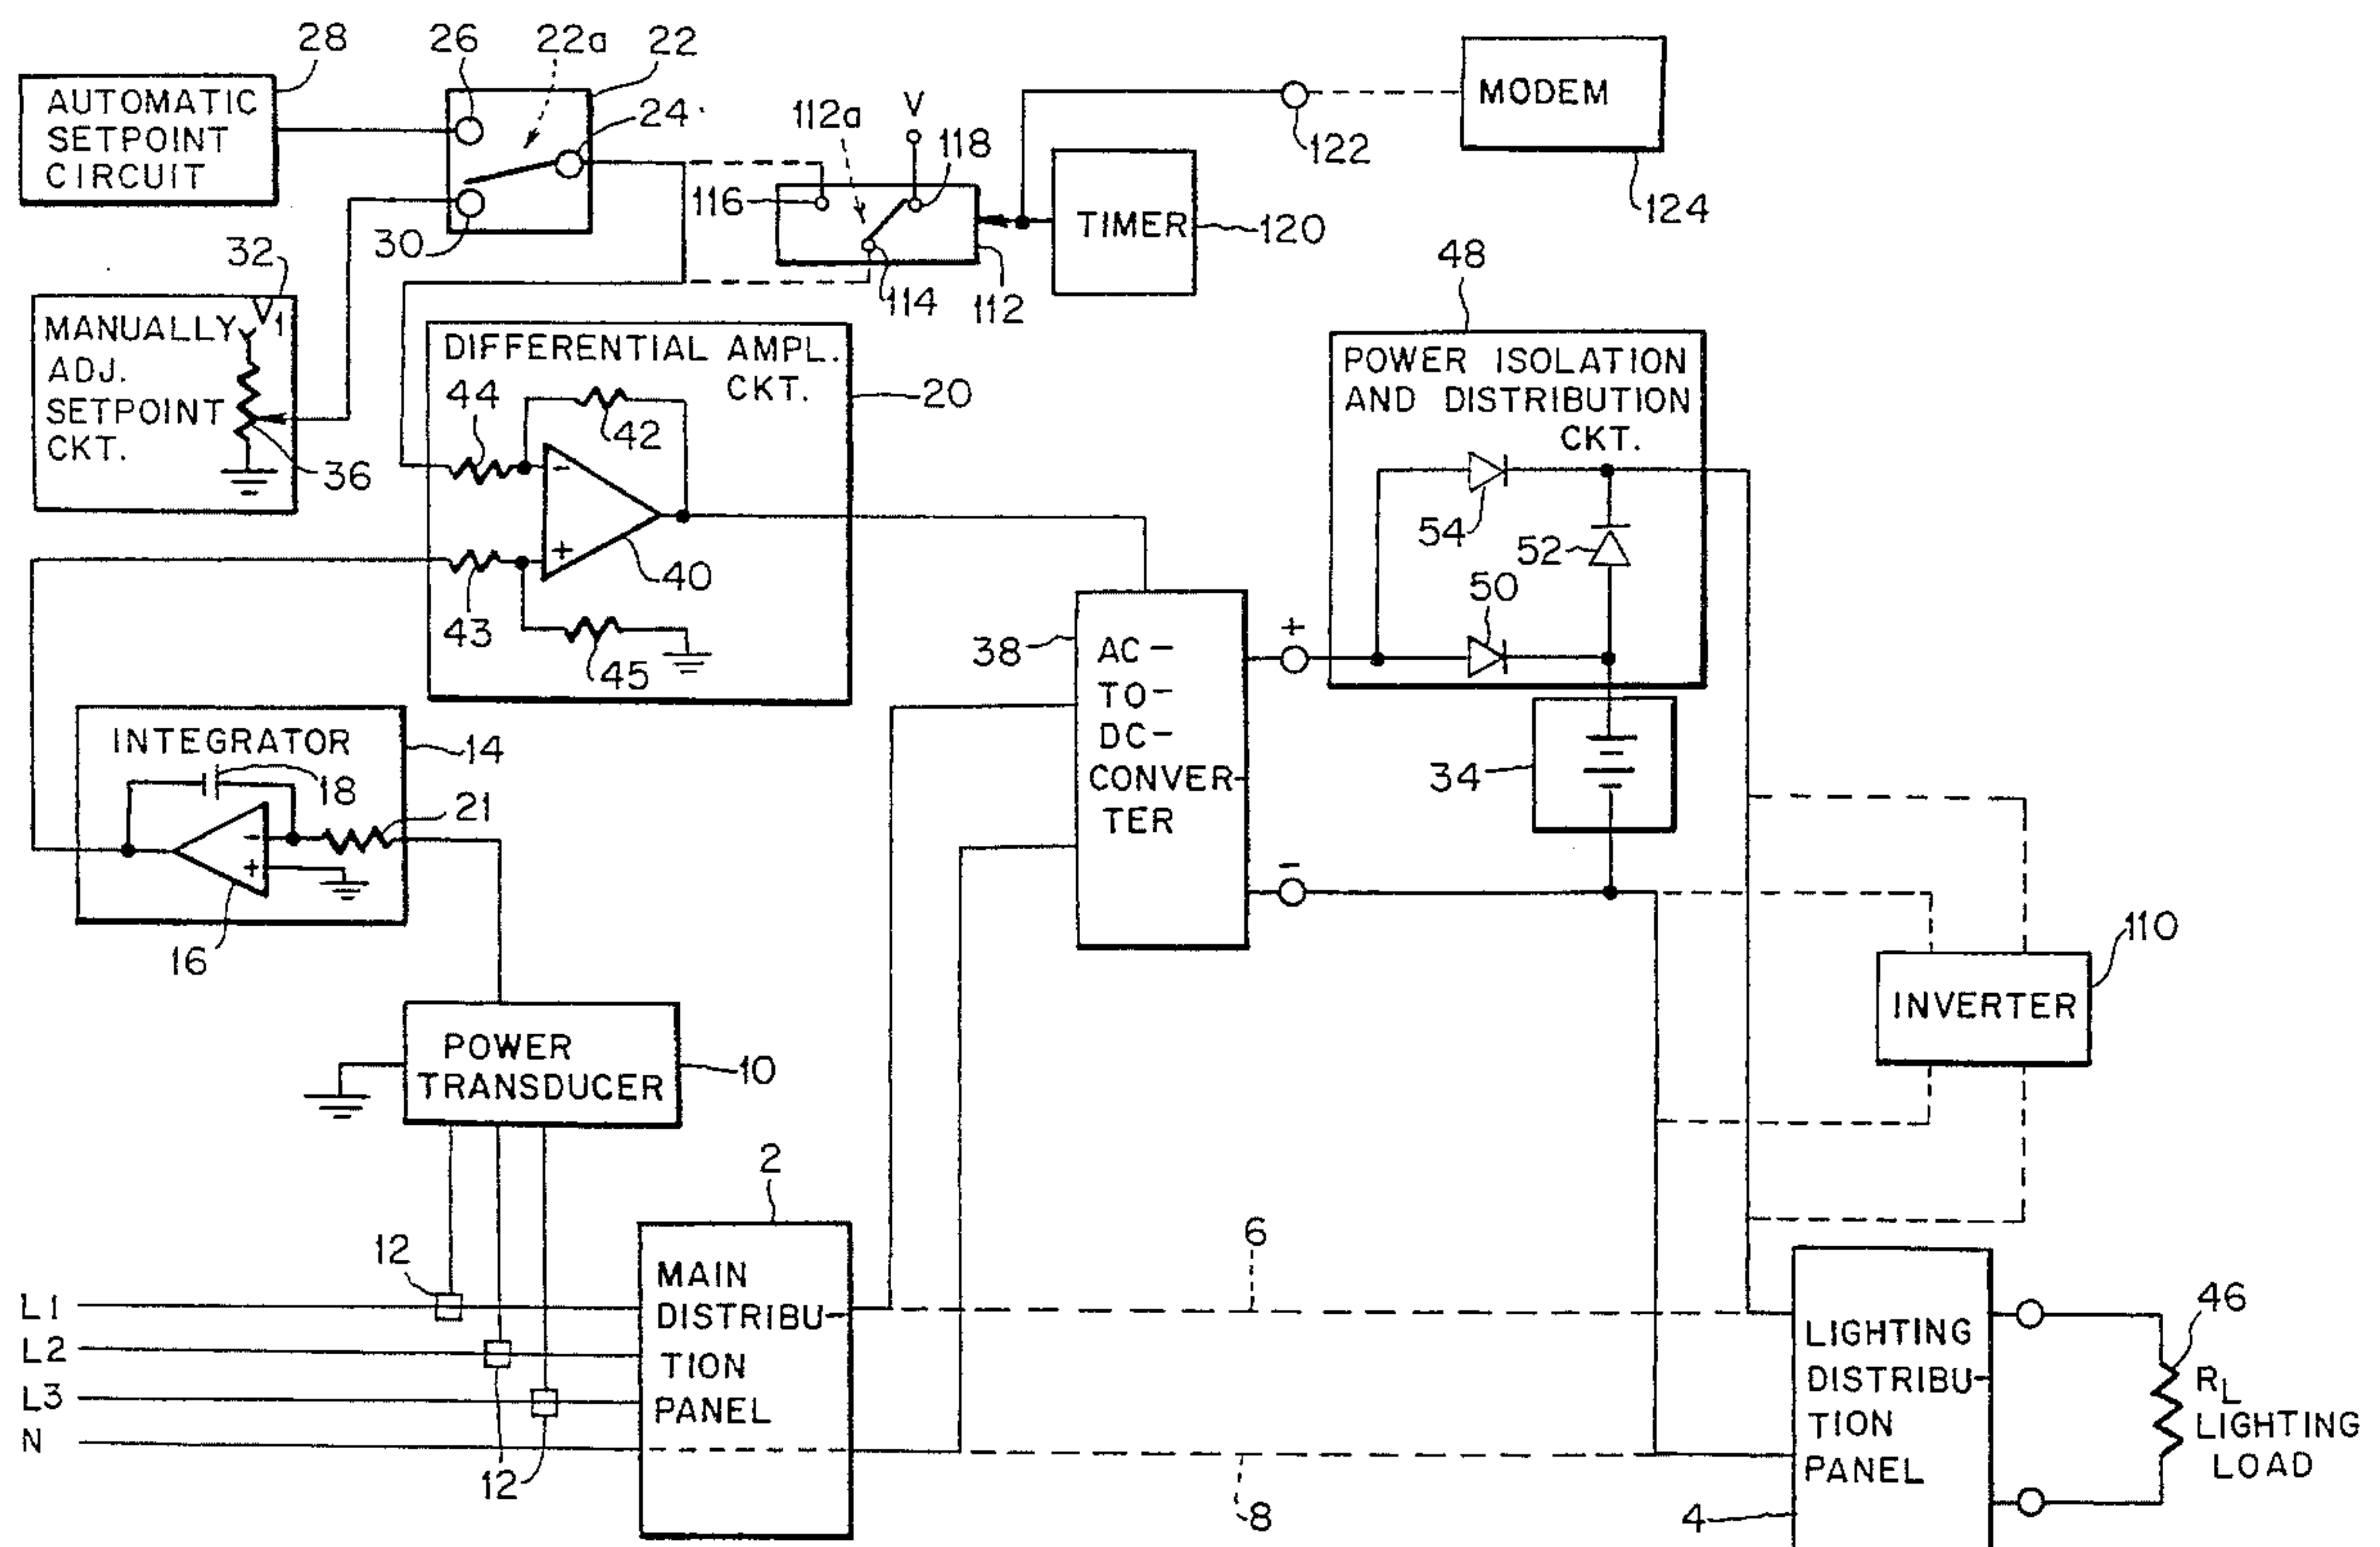 28
26
22a
22
AUTOMATIC
SETPOINT
CIRCUIT
24
30
112a
V
118
116
114
112
TIMER
120
122
MODEM
124
32
MANUALLY
ADJ.
SETPOINT
CKT.
V1
36
DIFFERENTIAL AMPL.
CKT.
20
44
42
-
+
40
43
45
48
POWER ISOLATION
AND DISTRIBUTION
CKT.
54
52
50
38
AC-
TO-
DC-
CONVER-
TER
+
-
34
INTEGRATOR
14
18
21
-
+
16
110
INVERTER
POWER
TRANSDUCER
10
2
12
12
L1
L2
L3
N
MAIN
DISTRIBU-
TION
PANEL
6
8
LIGHTING
DISTRIBU-
TION
PANEL
4
46
RL
LIGHTING
LOAD